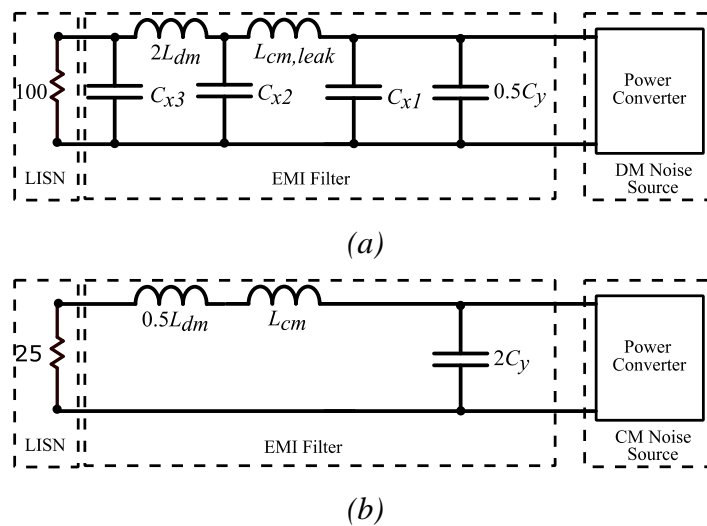 2Ldm
Lcm,leak
Power
Converter
100
Cx3
Cx2
Cx1
0.5Cy
LISN
EMI Filter
DM Noise
Source
(a)
0.5Ldm
Lcm
Power
Converter
25
2Cy
LISN
EMI Filter
CM Noise
Source
(b)